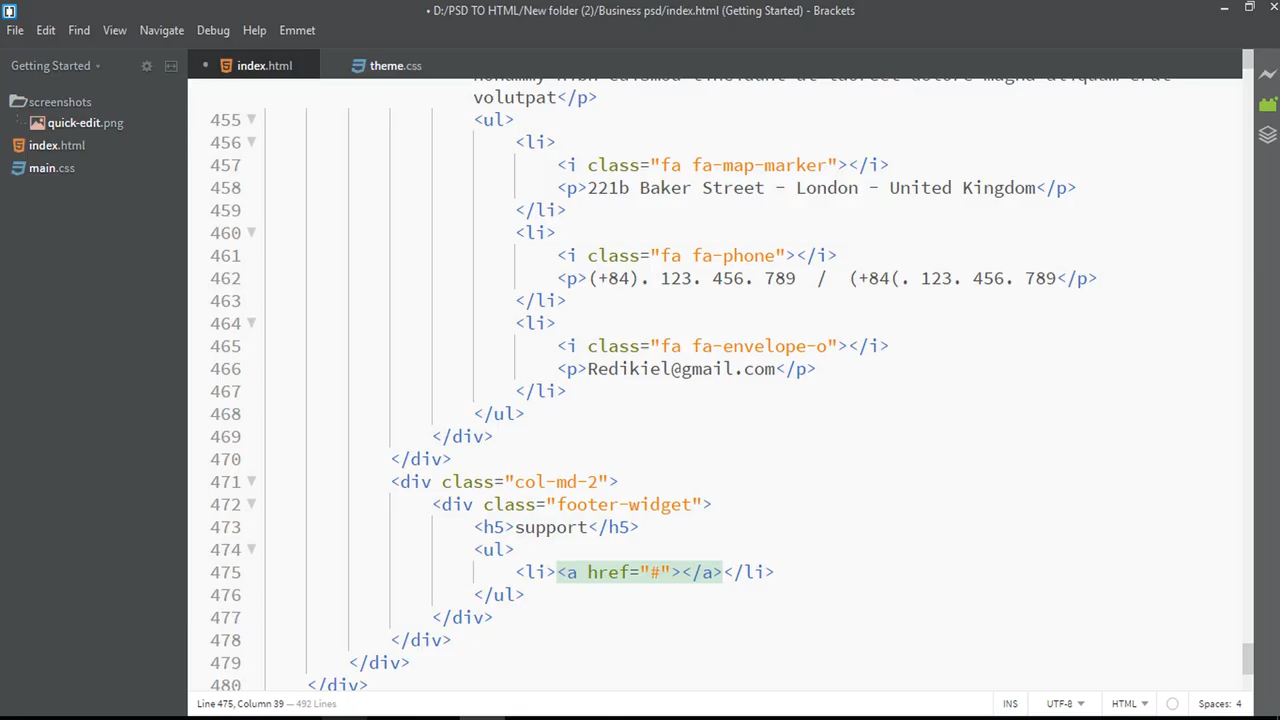 • D:/PSD TO HTML/New folder (2)/Business psd/index.html (Getting Started) - Brackets
File Edit Find View Navigate Debug Help Emmet
Getting Started
• index.html theme.css
screenshots
quick-edit.png
index.html
main.css
volutpat</p>
455 <ul>
456 <li>
457 <i class="fa fa-map-marker"></i>
458 <p>221b Baker Street - London - United Kingdom</p>
459 </li>
460 <li>
461 <i class="fa fa-phone"></i>
462 <p>(+84). 123. 456. 789 / (+84(. 123. 456. 789</p>
463 </li>
464 <li>
465 <i class="fa fa-envelope-o"></i>
466 <p>Redikiel@gmail.com</p>
467 </li>
468 </ul>
469 </div>
470 </div>
471 <div class="col-md-2">
472 <div class="footer-widget">
473 <h5>support</h5>
474 <ul>
475 <li><a href="#"></a></li>
476 </ul>
477 </div>
478 </div>
479 </div>
480 </div>
Line 475, Column 39 — 492 Lines INS UTF-8 HTML Spaces: 4